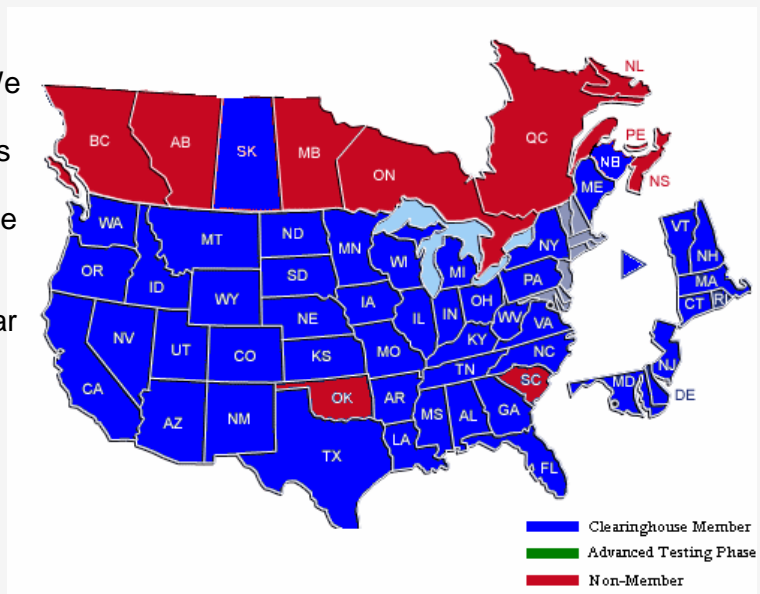 We
s
e
ar
NL
BC
AB
SK
MB
ON
QC
PE
NS
NB
ME
WA
MT
ND
MN
WI
MI
NY
VT
NH
MA
CT
RI
OR
ID
WY
SD
IA
NE
IL
IN
OH
PA
WV
VA
KY
NJ
MD
DE
NV
UT
CO
KS
MO
TN
NC
SC
CA
AZ
NM
OK
AR
MS
AL
GA
TX
LA
FL
Clearinghouse Member
Advanced Testing Phase
Non-Member